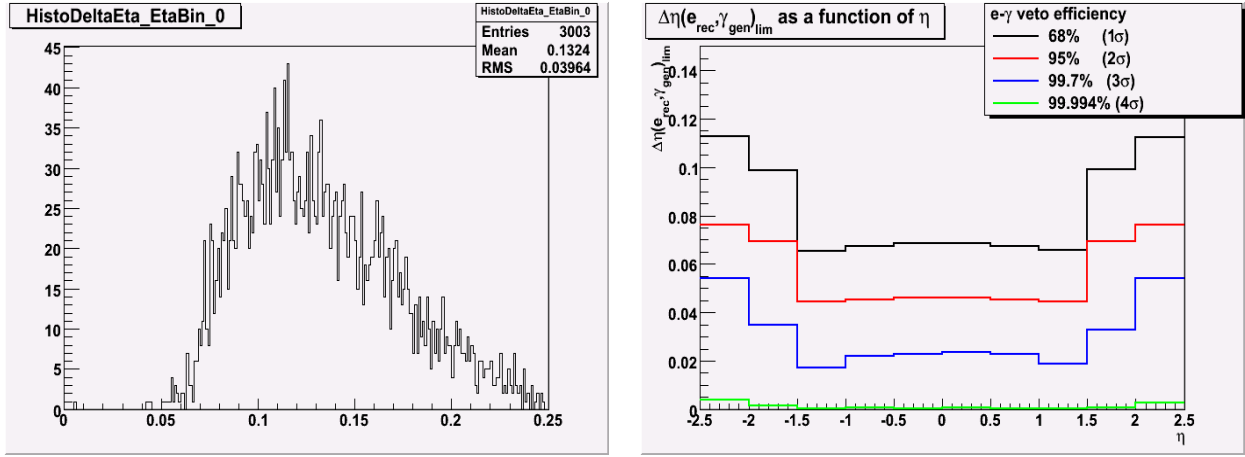 HistoDeltaEta_EtaBin_0
HistoDeltaEta_EtaBin_0
Entries 3003
Mean 0.1324
RMS 0.03964
45
40
35
30
25
20
15
10
5
0
0 0.05 0.1 0.15 0.2 0.25
Δη(e_rec,γ_gen)_lim as a function of η
e-γ veto efficiency
68% (1σ)
95% (2σ)
99.7% (3σ)
99.994% (4σ)
Δη(e_rec,γ_gen)_lim
0.14
0.12
0.1
0.08
0.06
0.04
0.02
0
-2.5 -2 -1.5 -1 -0.5 0 0.5 1 1.5 2 2.5
η